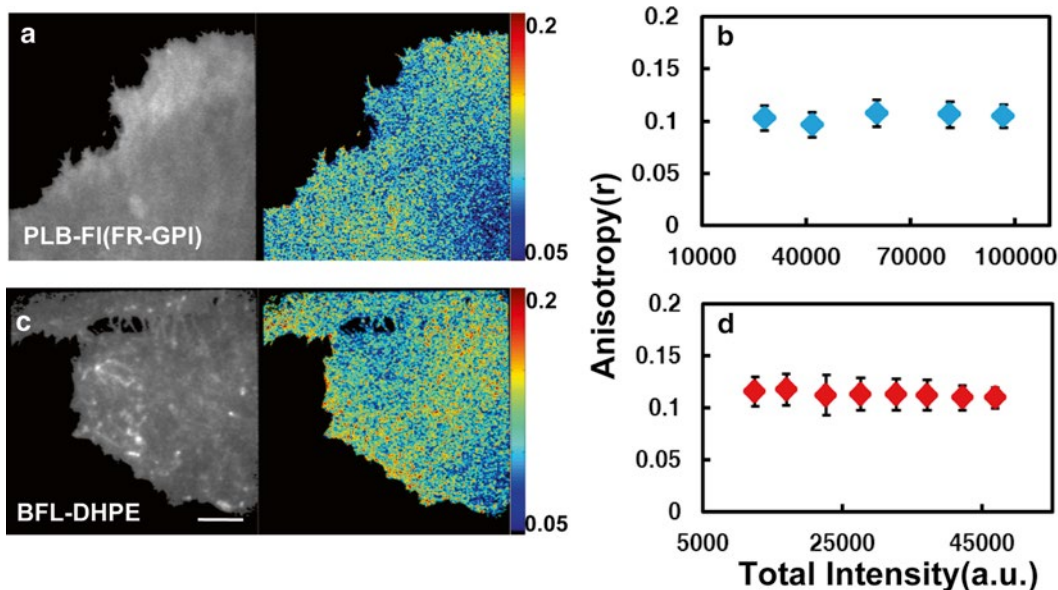 a
0.2
PLB-FI(FR-GPI)
0.05
c
0.2
BFL-DHPE
0.05
Anisotropy(r)
b
0.2
0.15
0.1
0.05
0
10000 40000 70000 100000
d
0.2
0.15
0.1
0.05
0
5000 25000 45000
Total Intensity(a.u.)